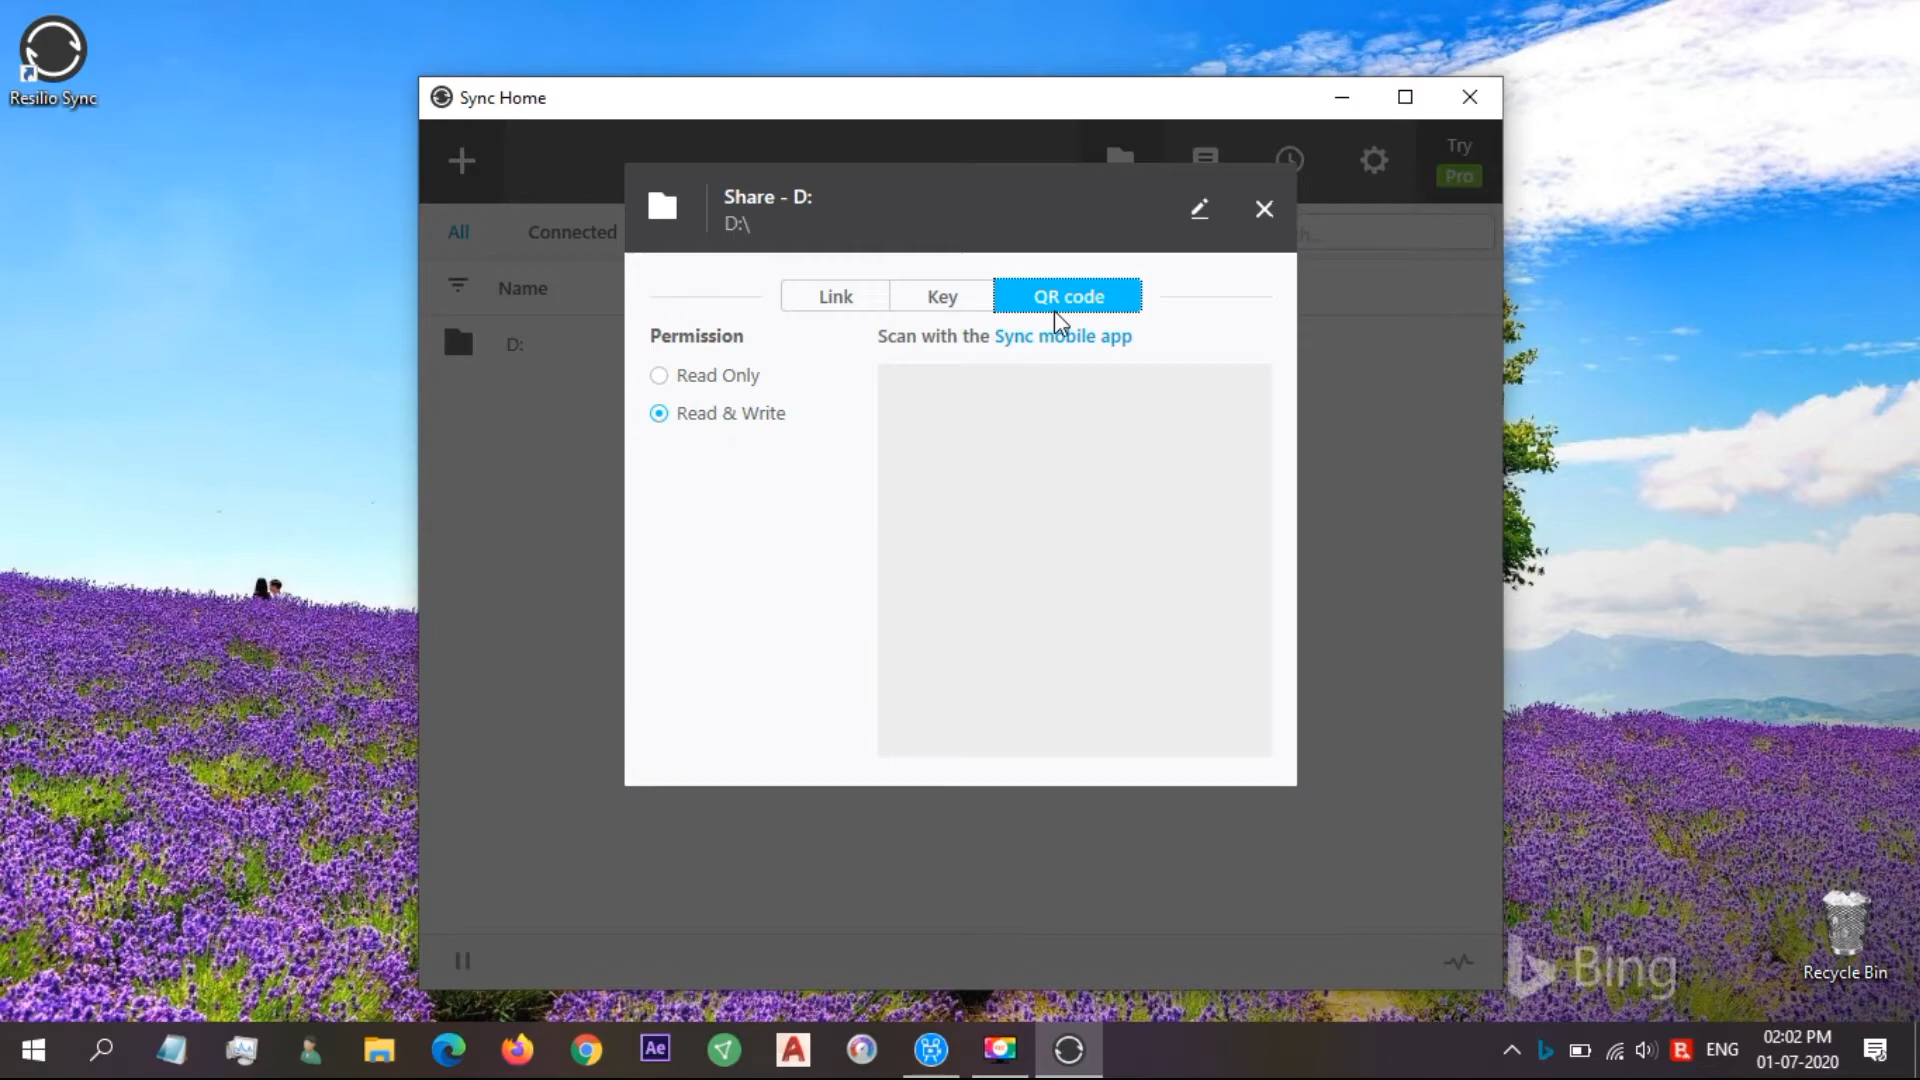 Resilio Sync
Sync Home
Try
Pro
Share - D:
D:\
All
Connected
h...
Link
Key
QR code
Name
Permission
Scan with the Sync mobile app
D:
Read Only
Read & Write
Bing
Recycle Bin
Ae
ENG
02:02 PM
01-07-2020